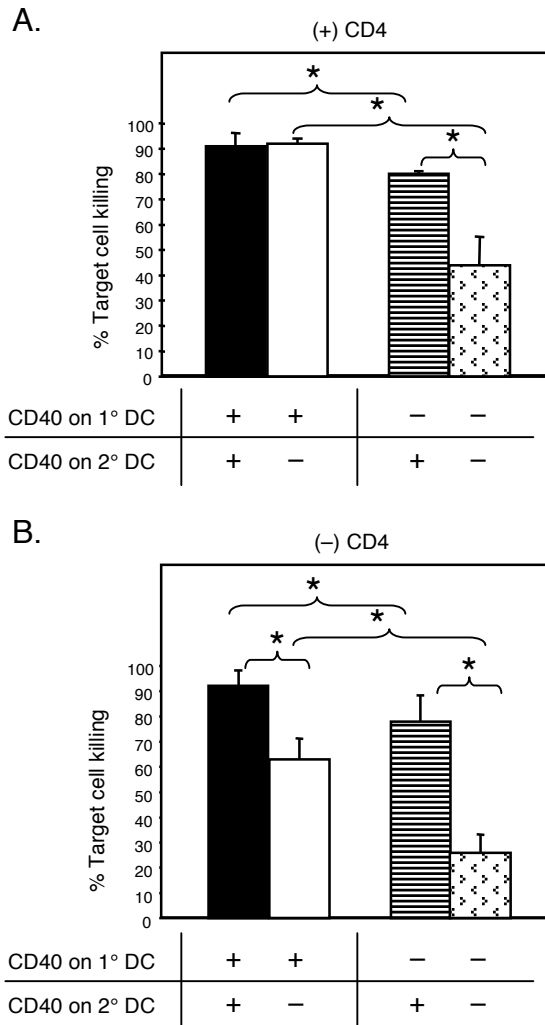 A.
(+) CD4
*
*
*
100
90
80
70
60
50
40
30
20
10
0
% Target cell killing
CD40 on 1° DC + + − −
CD40 on 2° DC + − + −
B.
(−) CD4
*
*
*
*
100
90
80
70
60
50
40
30
20
10
0
% Target cell killing
CD40 on 1° DC + + − −
CD40 on 2° DC + − + −